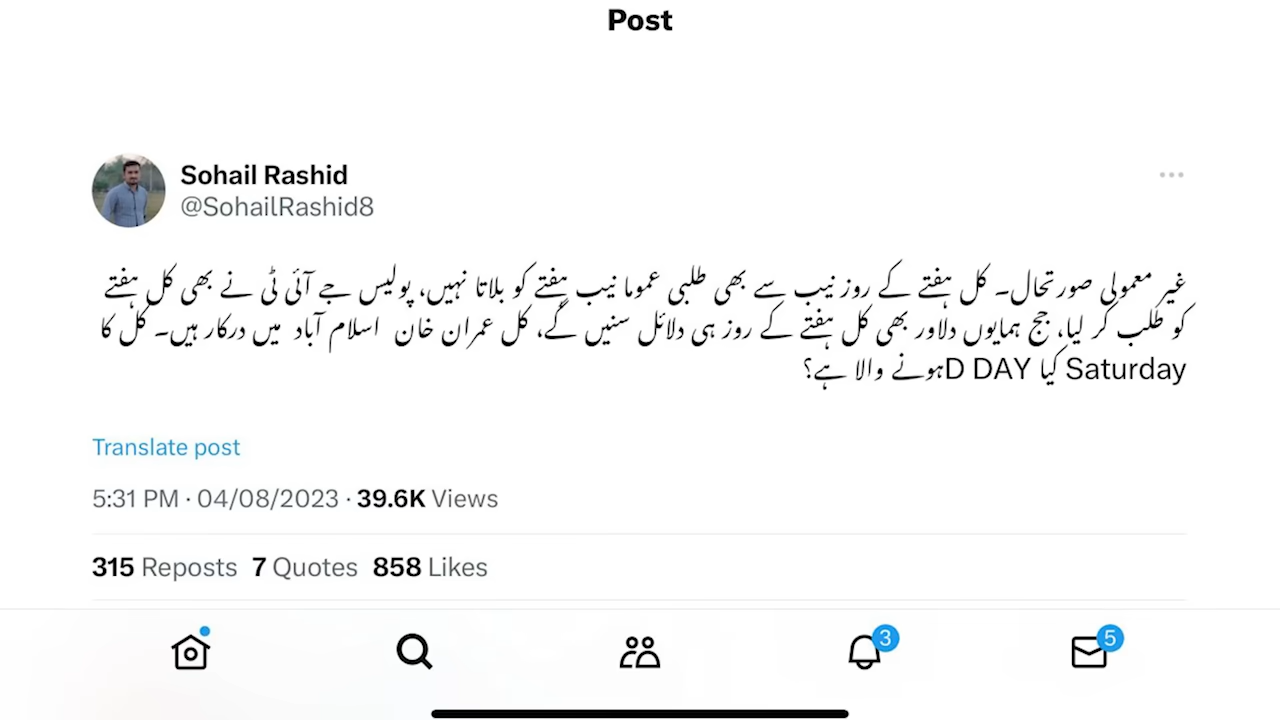 Post
Sohail Rashid
@SohailRashid8
غیر معمولی صورتحال۔ کل ہفتے کے روز نیب سے بھی طلبی عموما نیب ہفتے کو بلاتا نہیں، پولیس جے آئی ٹی نے بھی کل ہفتے
کو طلب کر لیا، جج ہمایوں دلاور بھی کل ہفتے کے روز ہی دلائل سنیں گے، کل عمران خان اسلام آباد میں درکار ہیں۔ کل کا
Saturday کیا D DAYہونے والا ہے؟
Translate post
5:31 PM · 04/08/2023 · 39.6K Views
315 Reposts 7 Quotes 858 Likes
3 5